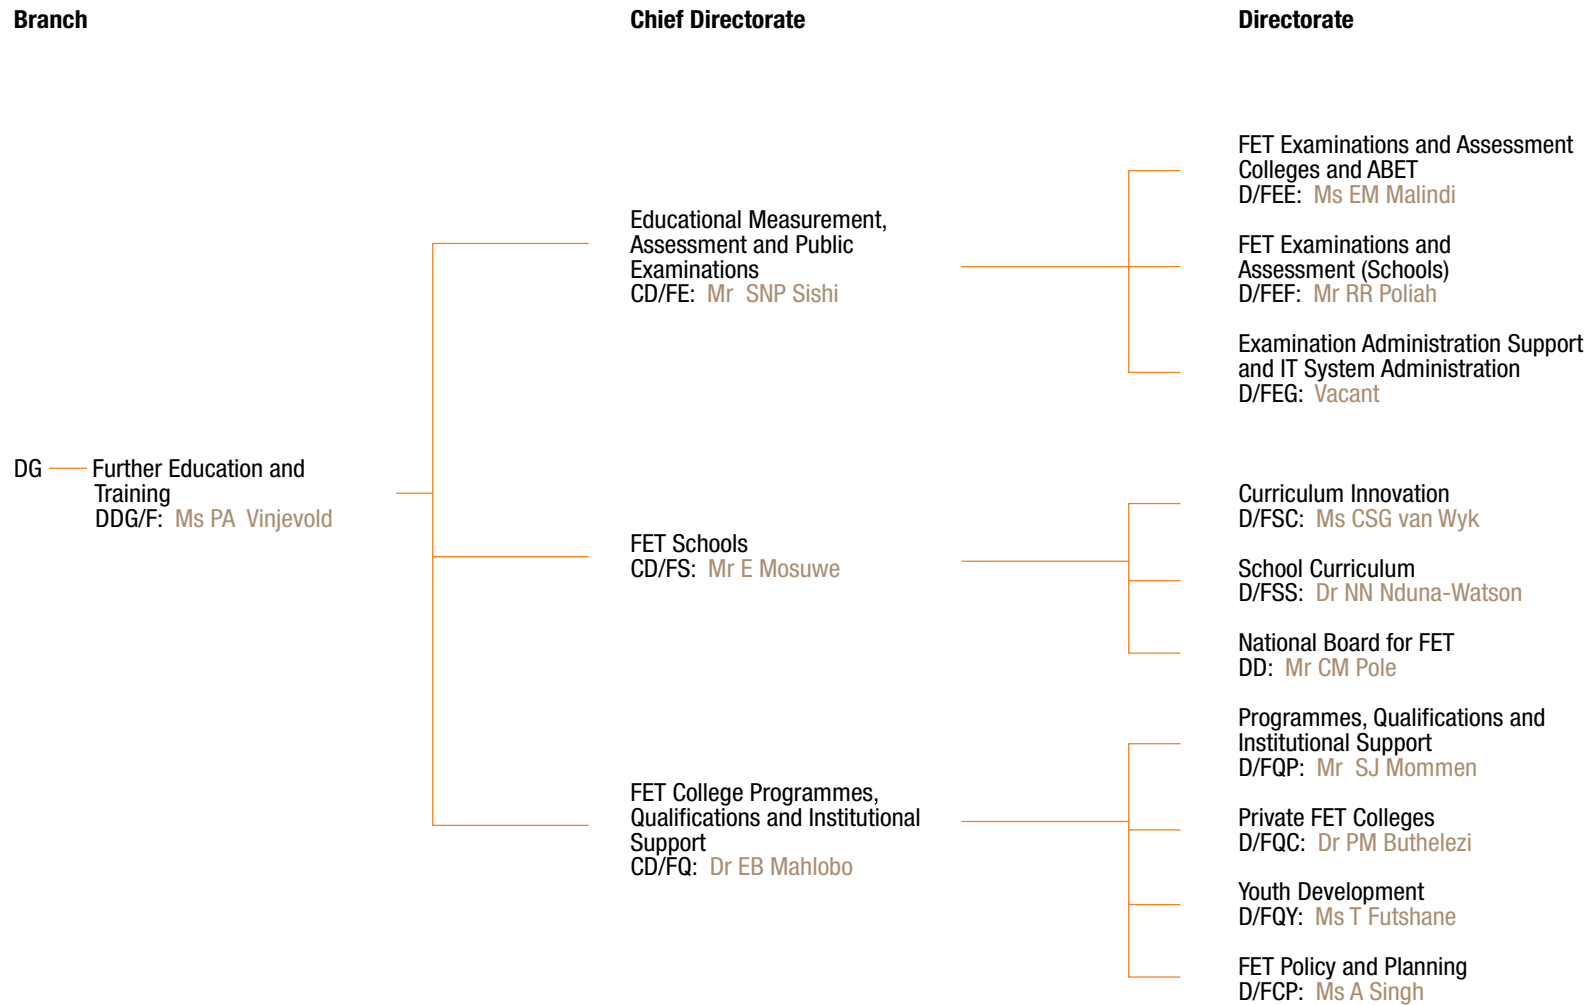 Branch
Chief Directorate
Directorate
DG
Further Education and
Training
DDG/F: Ms PA Vinjevold
Educational Measurement,
Assessment and Public
Examinations
CD/FE: Mr SNP Sishi
FET Examinations and Assessment
Colleges and ABET
D/FEE: Ms EM Malindi
FET Examinations and
Assessment (Schools)
D/FEF: Mr RR Poliah
Examination Administration Support
and IT System Administration
D/FEG: Vacant
FET Schools
CD/FS: Mr E Mosuwe
Curriculum Innovation
D/FSC: Ms CSG van Wyk
School Curriculum
D/FSS: Dr NN Nduna-Watson
National Board for FET
DD: Mr CM Pole
FET College Programmes,
Qualifications and Institutional
Support
CD/FQ: Dr EB Mahlobo
Programmes, Qualifications and
Institutional Support
D/FQP: Mr SJ Mommen
Private FET Colleges
D/FQC: Dr PM Buthelezi
Youth Development
D/FQY: Ms T Futshane
FET Policy and Planning
D/FCP: Ms A Singh